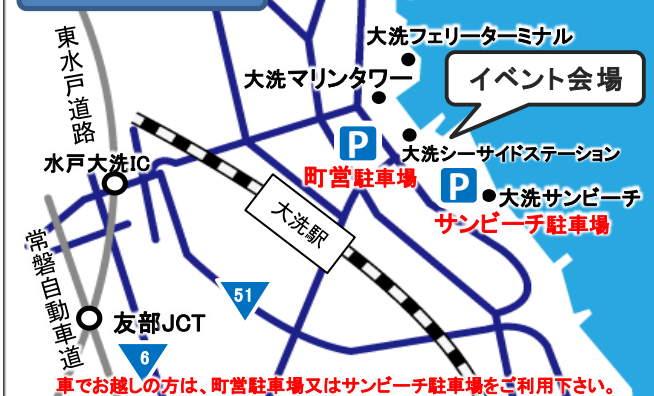 東水戸道路
大洗フェリーターミナル
大洗マリンタワー
イベント会場
P
町営駐車場
大洗シーサイドステーション
水戸大洗IC
P
大洗サンビーチ
サンビーチ駐車場
大洗駅
常磐自動車道
51
友部JCT
6
車でお越しの方は、町営駐車場又はサンビーチ駐車場をご利用下さい。